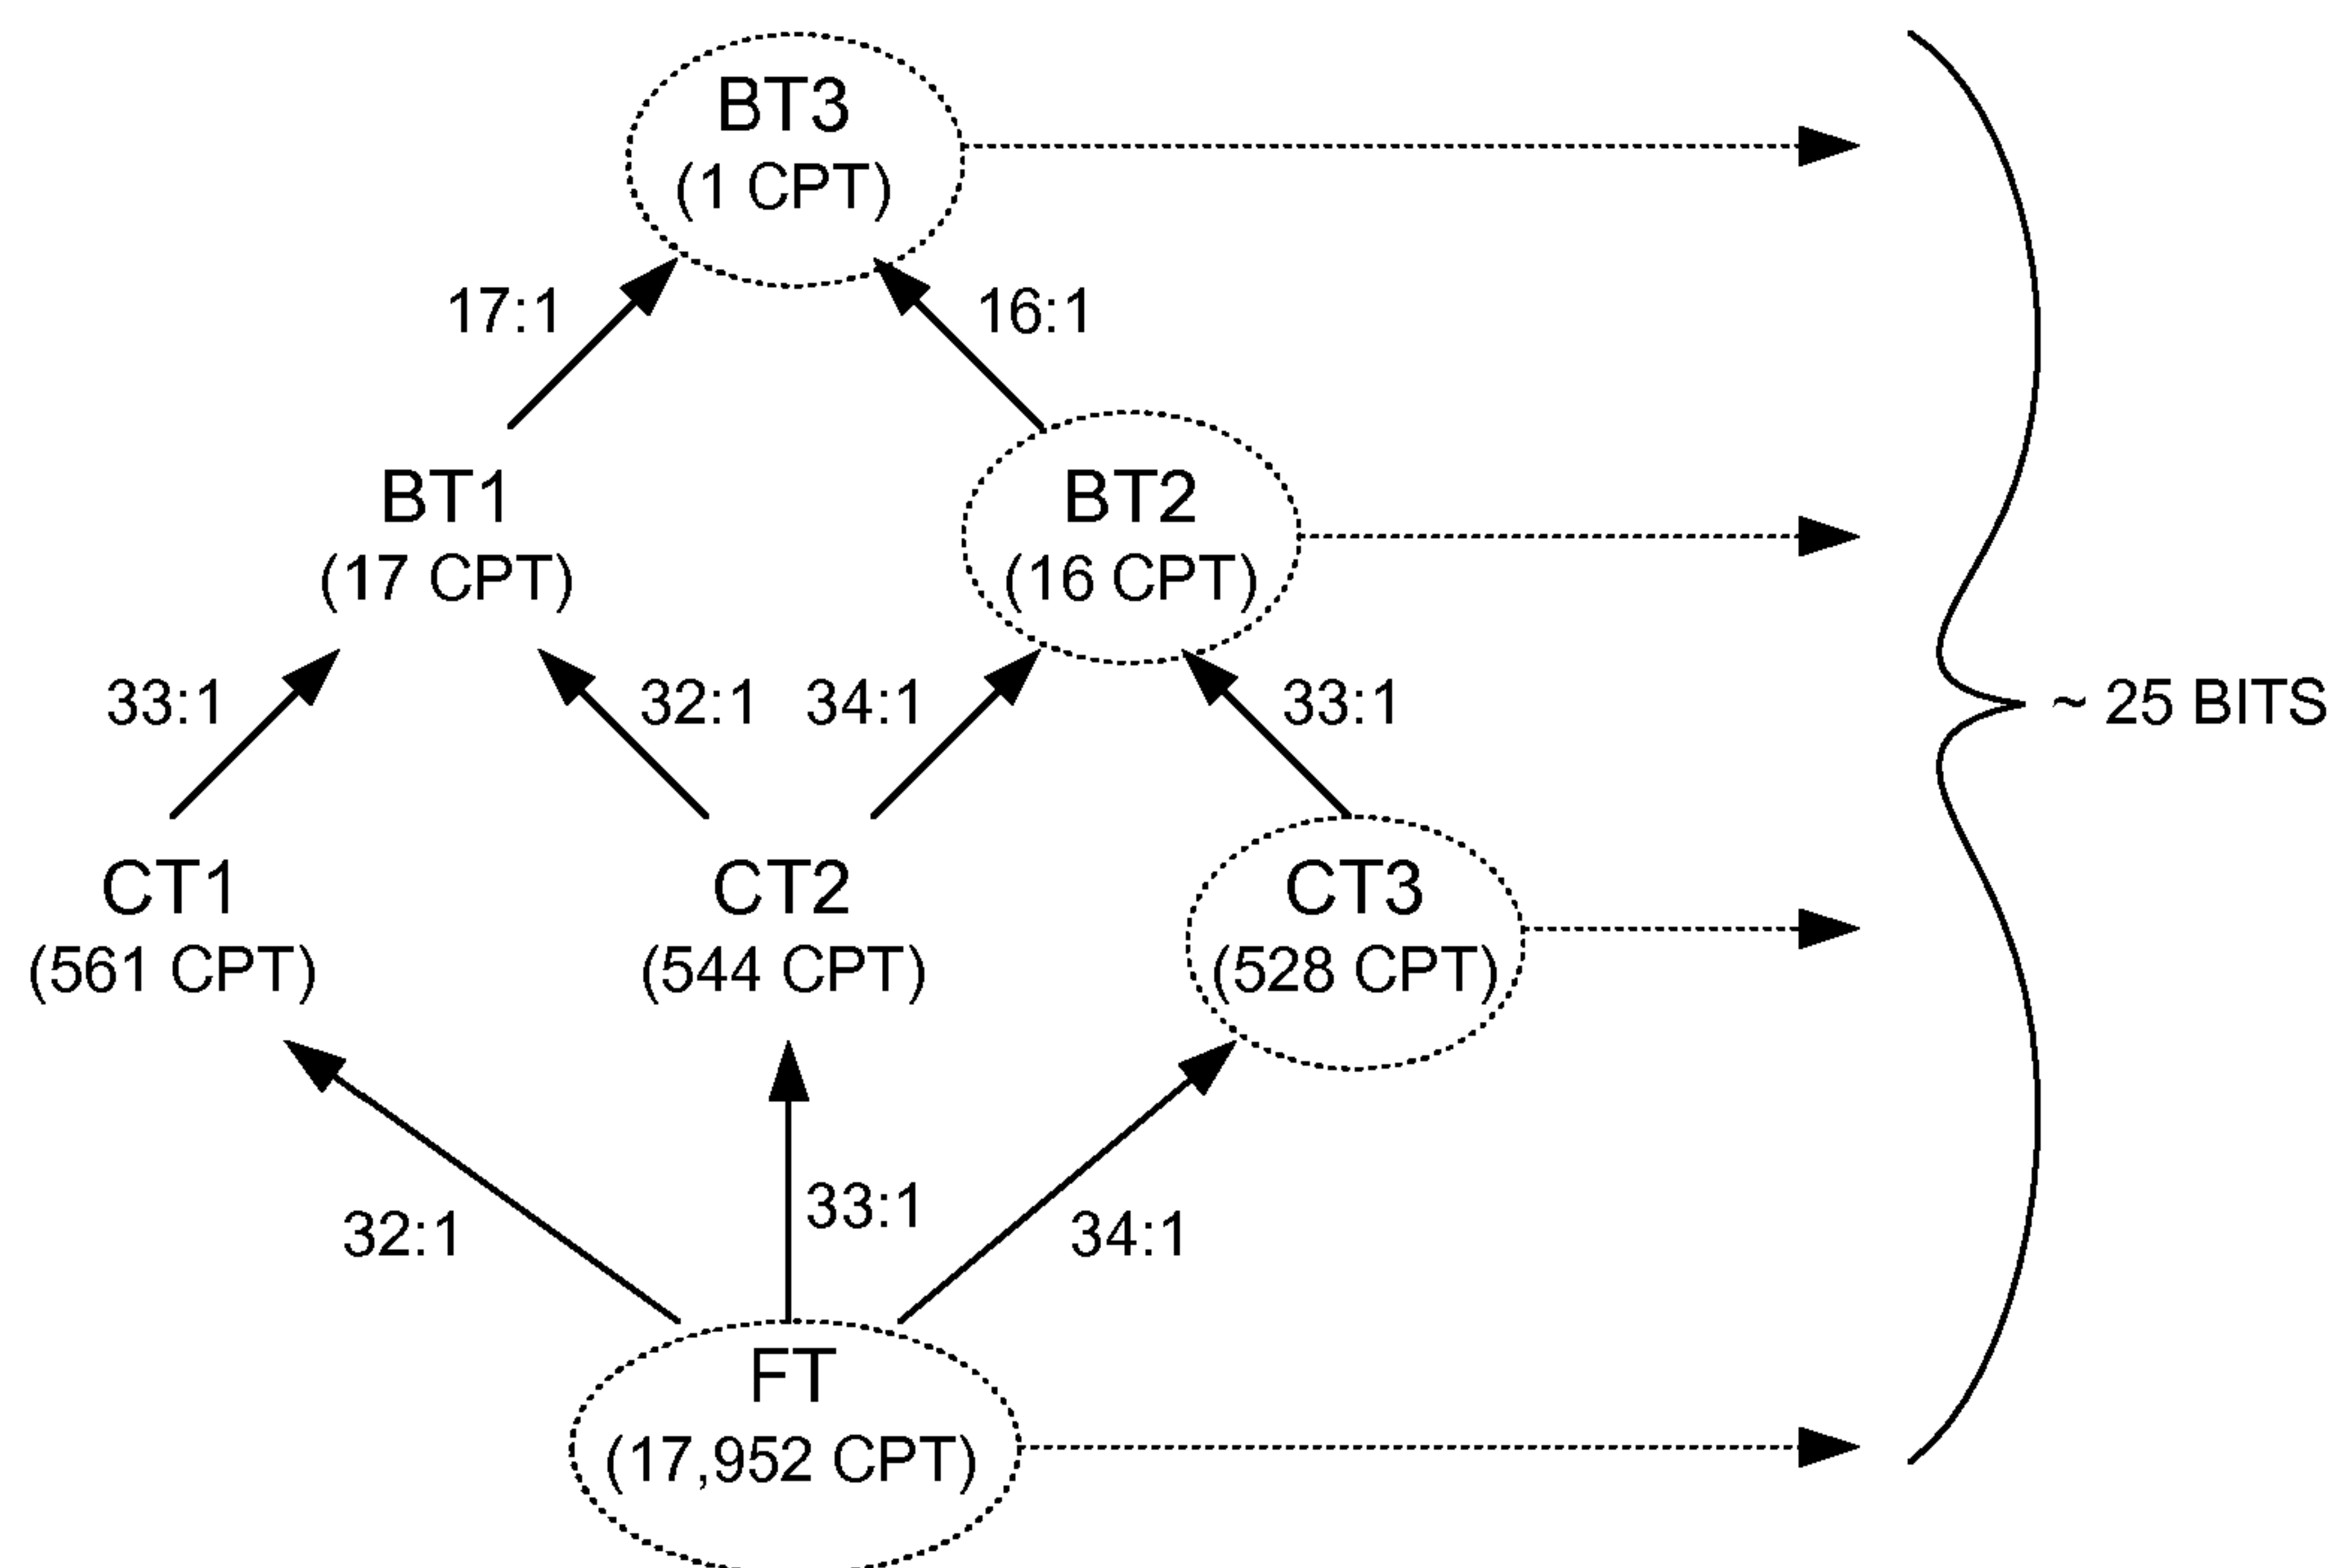 BT3
(1 CPT)
17:1
16:1
BT1
(17 CPT)
BT2
(16 CPT)
33:1
32:1
34:1
33:1
~ 25 BITS
CT1
(561 CPT)
CT2
(544 CPT)
CT3
(528 CPT)
32:1
33:1
34:1
FT
(17,952 CPT)